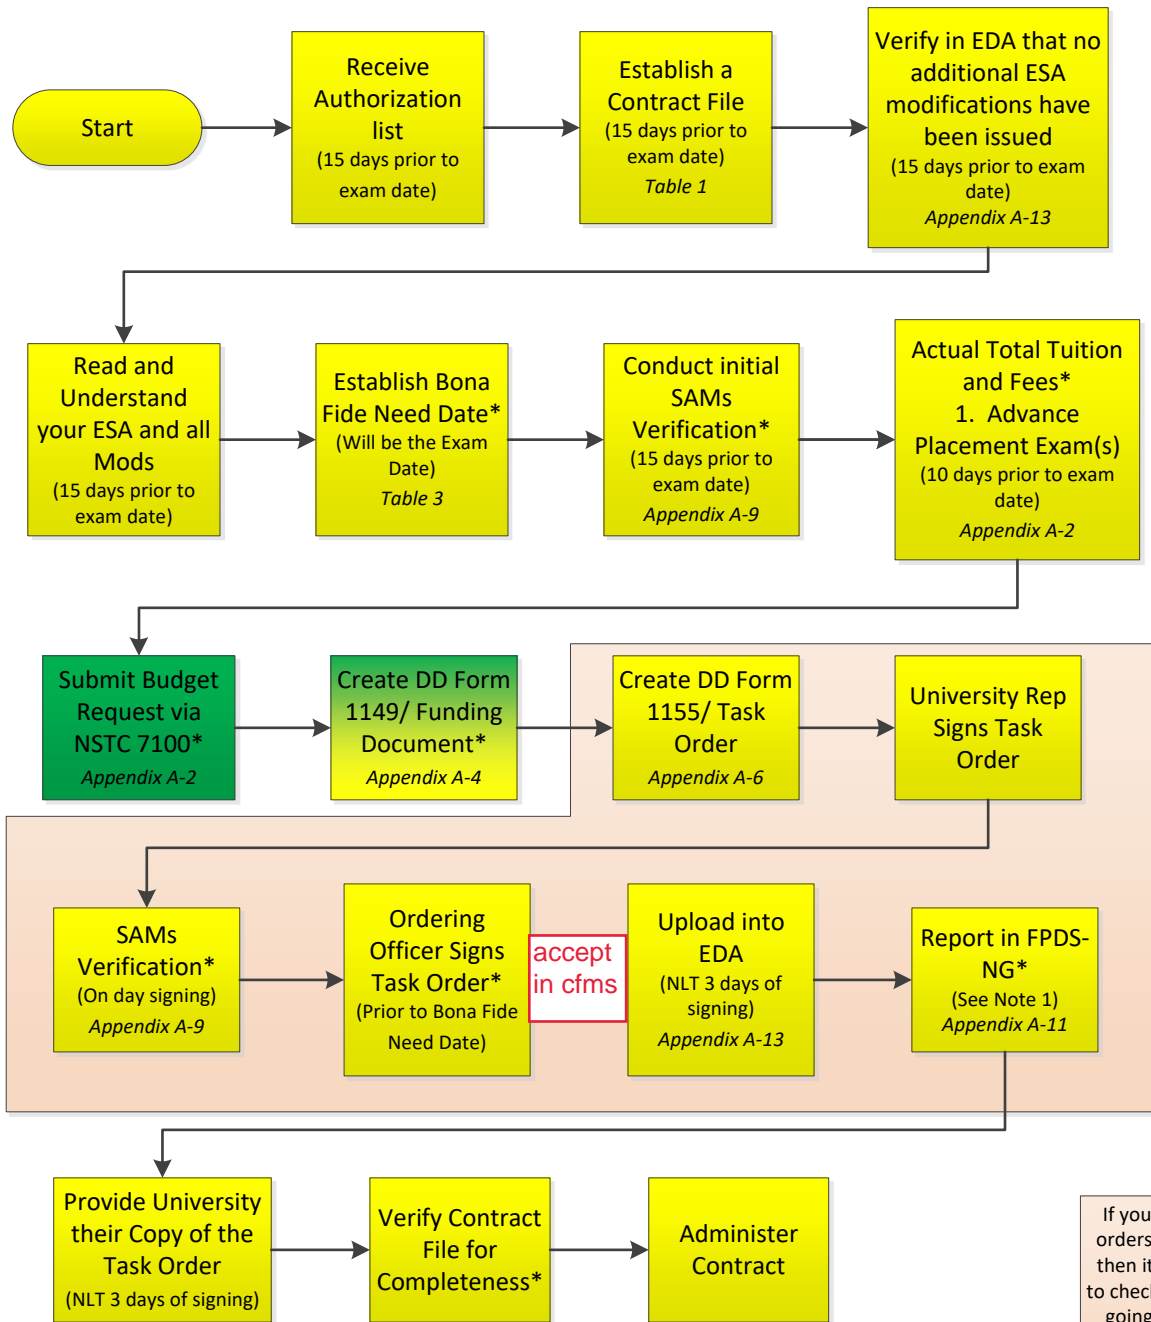 Start
Receive
Authorization
list
(15 days prior to
exam date)
Establish a
Contract File
(15 days prior to
exam date)
Table 1
Verify in EDA that no
additional ESA
modifications have
been issued
(15 days prior to exam
date)
Appendix A-13
Read and
Understand
your ESA and all
Mods
(15 days prior to
exam date)
Establish Bona
Fide Need Date*
(Will be the Exam
Date)
Table 3
Conduct initial
SAMs
Verification*
(15 days prior to
exam date)
Appendix A-9
Actual Total Tuition
and Fees*
1. Advance
Placement Exam(s)
(10 days prior to exam
date)
Appendix A-2
Submit Budget
Request via
NSTC 7100*
Appendix A-2
Create DD Form
1149/ Funding
Document*
Appendix A-4
Create DD Form
1155/ Task
Order
Appendix A-6
University Rep
Signs Task
Order
SAMs
Verification*
(On day signing)
Appendix A-9
Ordering
Officer Signs
Task Order*
(Prior to Bona Fide
Need Date)
accept
in cfms
Upload into
EDA
(NLT 3 days of
signing)
Appendix A-13
Report in FPDS-
NG*
(See Note 1)
Appendix A-11
Provide University
their Copy of the
Task Order
(NLT 3 days of signing)
Verify Contract
File for
Completeness*
Administer
Contract
If you
orders
then it
to check
going